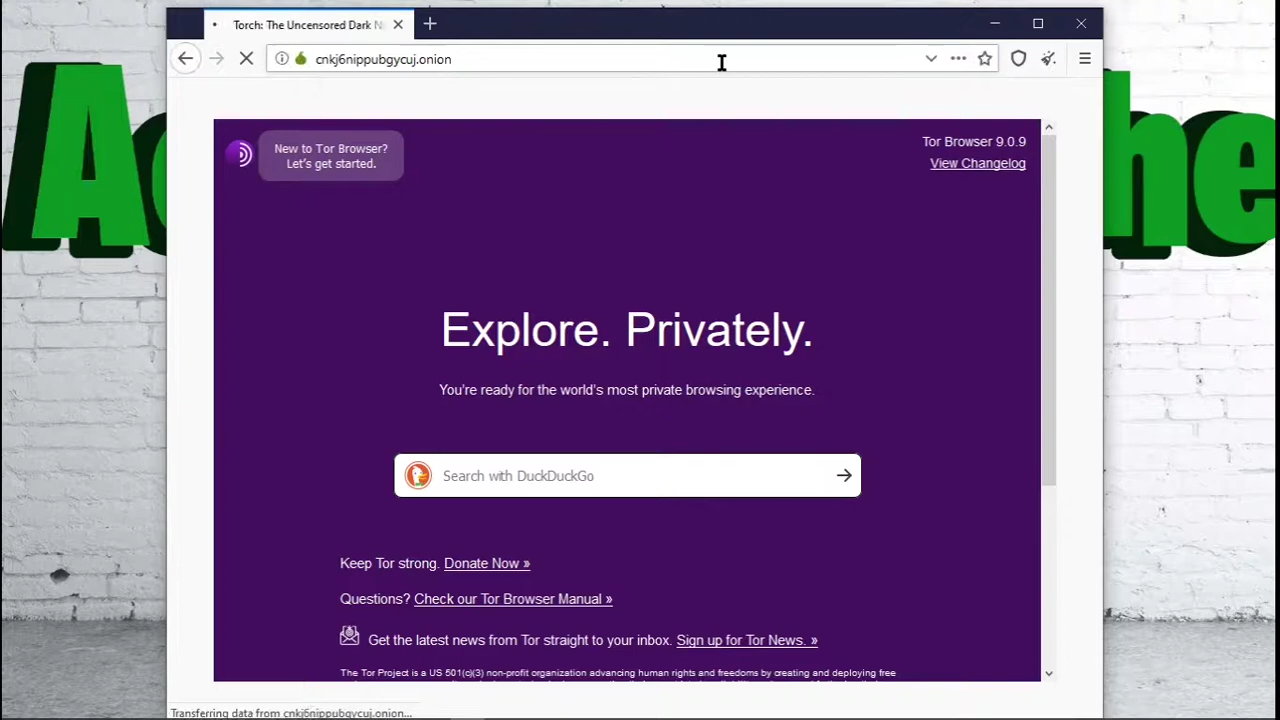 Torch: The Uncensored Dark N
cnkj6nippubgycuj.onion
New to Tor Browser?
Let's get started.
Tor Browser 9.0.9
View Changelog
A
he
Explore. Privately.
You're ready for the world's most private browsing experience.
Search with DuckDuckGo
Keep Tor strong. Donate Now »
Questions? Check our Tor Browser Manual »
Get the latest news from Tor straight to your inbox. Sign up for Tor News. »
The Tor Project is a US 501(c)(3) non-profit organization advancing human rights and freedoms by creating and deploying free
Transferring data from cnkj6nippubgycuj.onion...